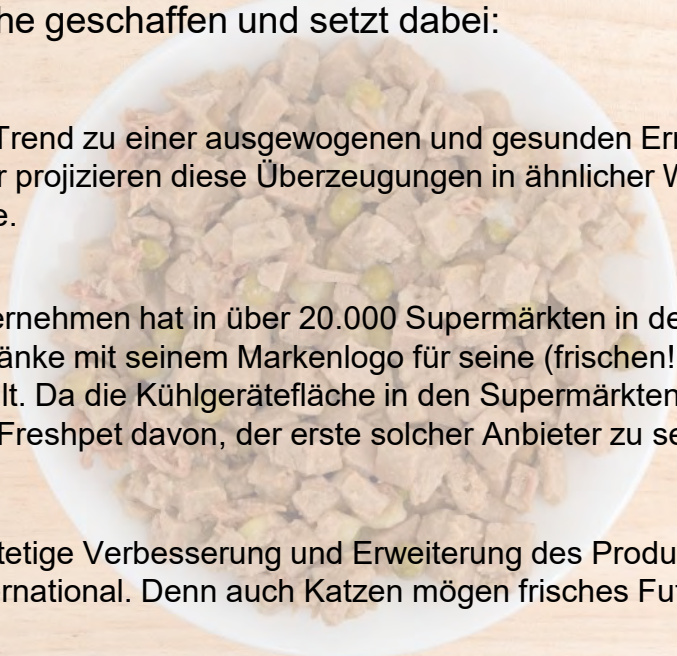 he geschaffen und setzt dabei:
Trend zu einer ausgewogenen und gesunden Ern
r projizieren diese Überzeugungen in ähnlicher W
e.
ernehmen hat in über 20.000 Supermärkten in de
änke mit seinem Markenlogo für seine (frischen!
lt. Da die Kühlgerätefläche in den Supermärkten
Freshpet davon, der erste solcher Anbieter zu se
tetige Verbesserung und Erweiterung des Produ
rnational. Denn auch Katzen mögen frisches Fut